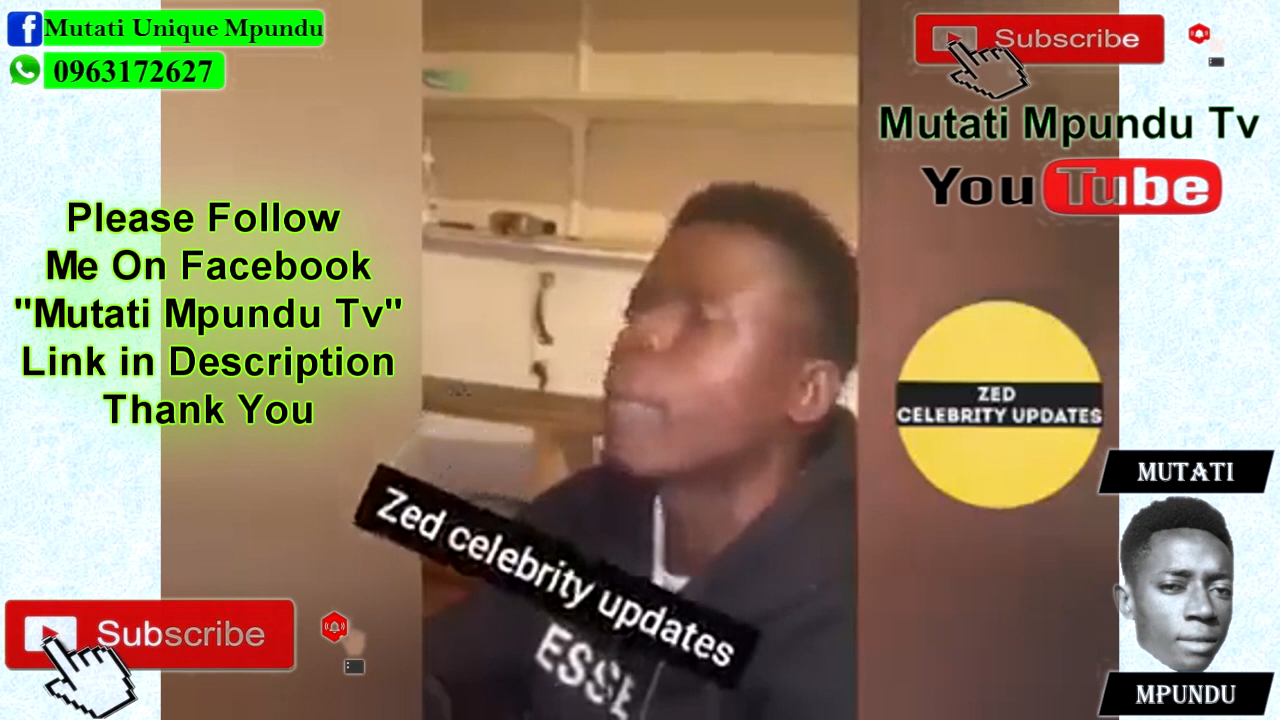 Mutati Unique Mpundu
0963172627
Please Follow
Me On Facebook
"Mutati Mpundu Tv"
Link in Description
Thank You
Subscribe
Zed celebrity updates
ESSE
Subscribe
Mutati Mpundu Tv
YouTube
ZED
CELEBRITY UPDATES
MUTATI
MPUNDU